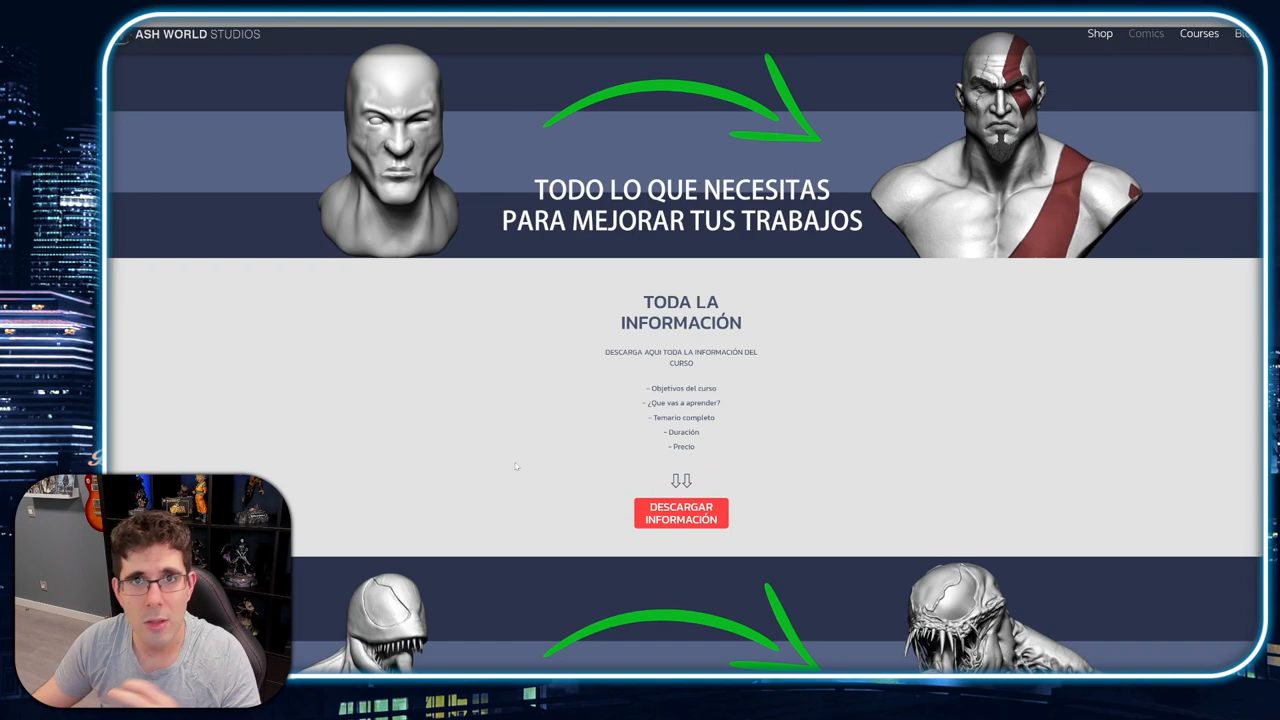 ASH WORLD STUDIOS
Shop Comics Courses
TODO LO QUE NECESITAS
PARA MEJORAR TUS TRABAJOS
TODA LA
INFORMACIÓN
DESCARGA AQUI TODA LA INFORMACIÓN DEL
CURSO
- Objetivos del curso
- ¿Que vas a aprender?
- Temario completo
- Duración
- Precio
DESCARGAR
INFORMACIÓN